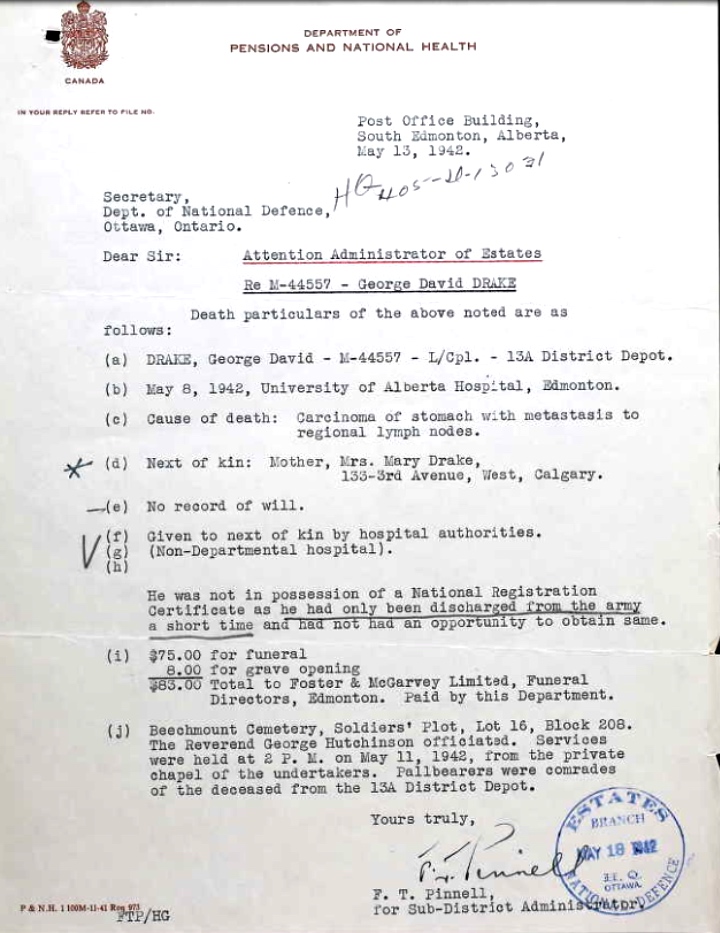 DEPARTMENT OF
PENSIONS AND NATIONAL HEALTH
CANADA
IN YOUR REPLY REFER TO FILE NO.
Post Office Building,
South Edmonton, Alberta,
May 13, 1942.
HQ 405-D-13031
Secretary,
Dept. of National Defence,
Ottawa, Ontario.
Dear Sir: Attention Administrator of Estates
Re M-44557 - George David DRAKE
Death particulars of the above noted are as
follows:
(a) DRAKE, George David - M-44557 - L/Cpl. - 13A District Depot.
(b) May 8, 1942, University of Alberta Hospital, Edmonton.
(c) Cause of death: Carcinoma of stomach with metastasis to
regional lymph nodes.
(d) Next of kin: Mother, Mrs. Mary Drake,
133-3rd Avenue, West, Calgary.
(e) No record of will.
(f) Given to next of kin by hospital authorities.
(g) (Non-Departmental hospital).
(h)
He was not in possession of a National Registration
Certificate as he had only been discharged from the army
a short time and had not had an opportunity to obtain same.
(i) $75.00 for funeral
8.00 for grave opening
$83.00 Total to Foster & McGarvey Limited, Funeral
Directors, Edmonton. Paid by this Department.
(j) Beechmount Cemetery, Soldiers' Plot, Lot 16, Block 208.
The Reverend George Hutchinson officiated. Services
were held at 2 P. M. on May 11, 1942, from the private
chapel of the undertakers. Pallbearers were comrades
of the deceased from the 13A District Depot.
Yours truly,
F. T. Pinnell
F. T. Pinnell,
for Sub-District Administrator.
ESTATES
BRANCH
MAY 18 1942
H. Q.
OTTAWA
NATIONAL DEFENCE
P & N.H. 1 100M-11-41 Req 973
FTP/HG